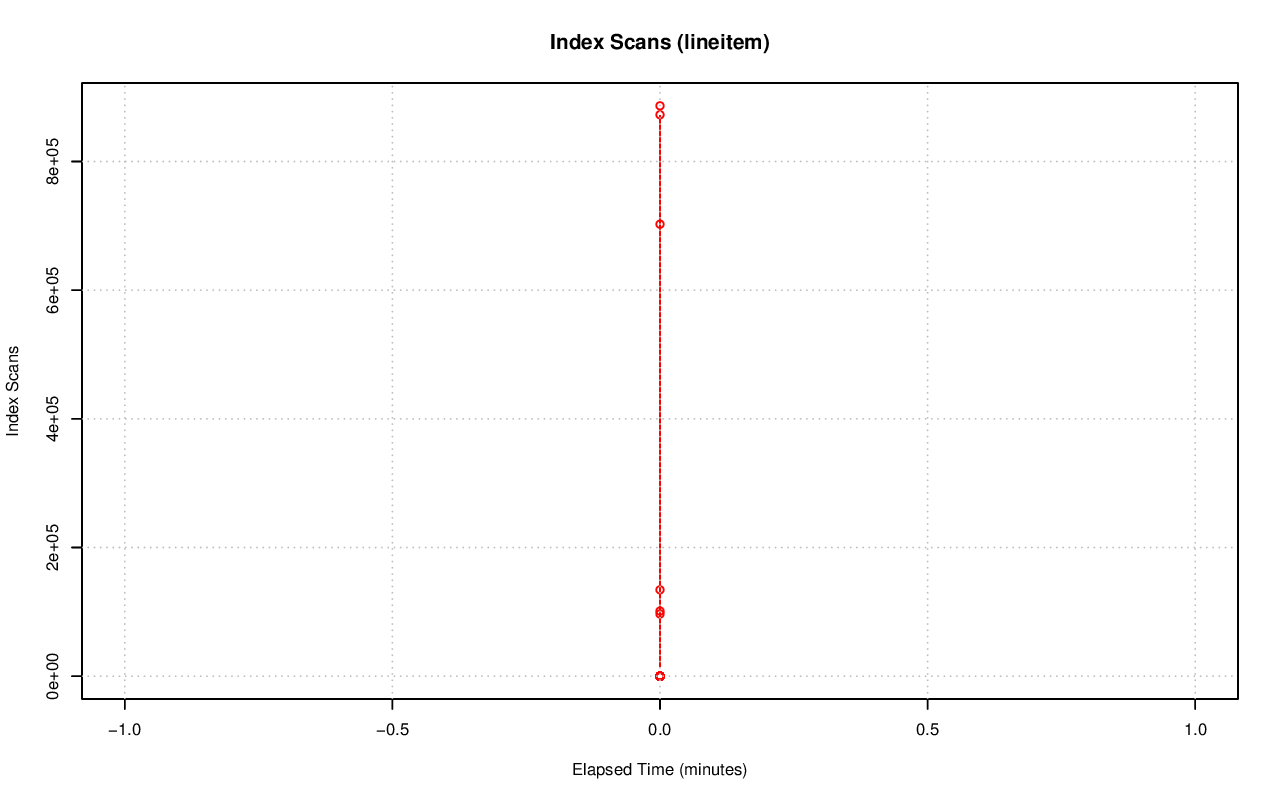 Index Scans (lineitem)
Index Scans
8e+05
6e+05
4e+05
2e+05
0e+00
−1.0
−0.5
0.0
0.5
1.0
Elapsed Time (minutes)